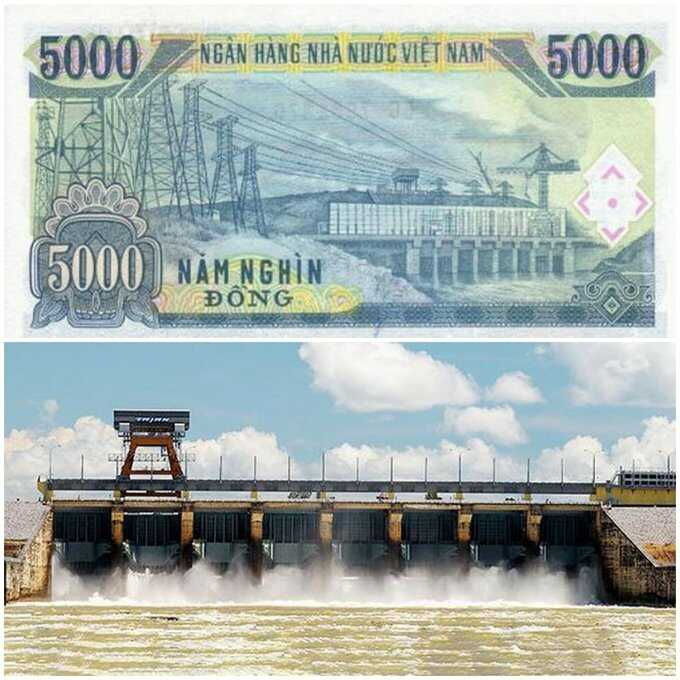 5000 NGÂN HÀNG NHÀ NƯỚC VIỆT NAM 5000
5000 NĂM NGHÌN
ĐỒNG